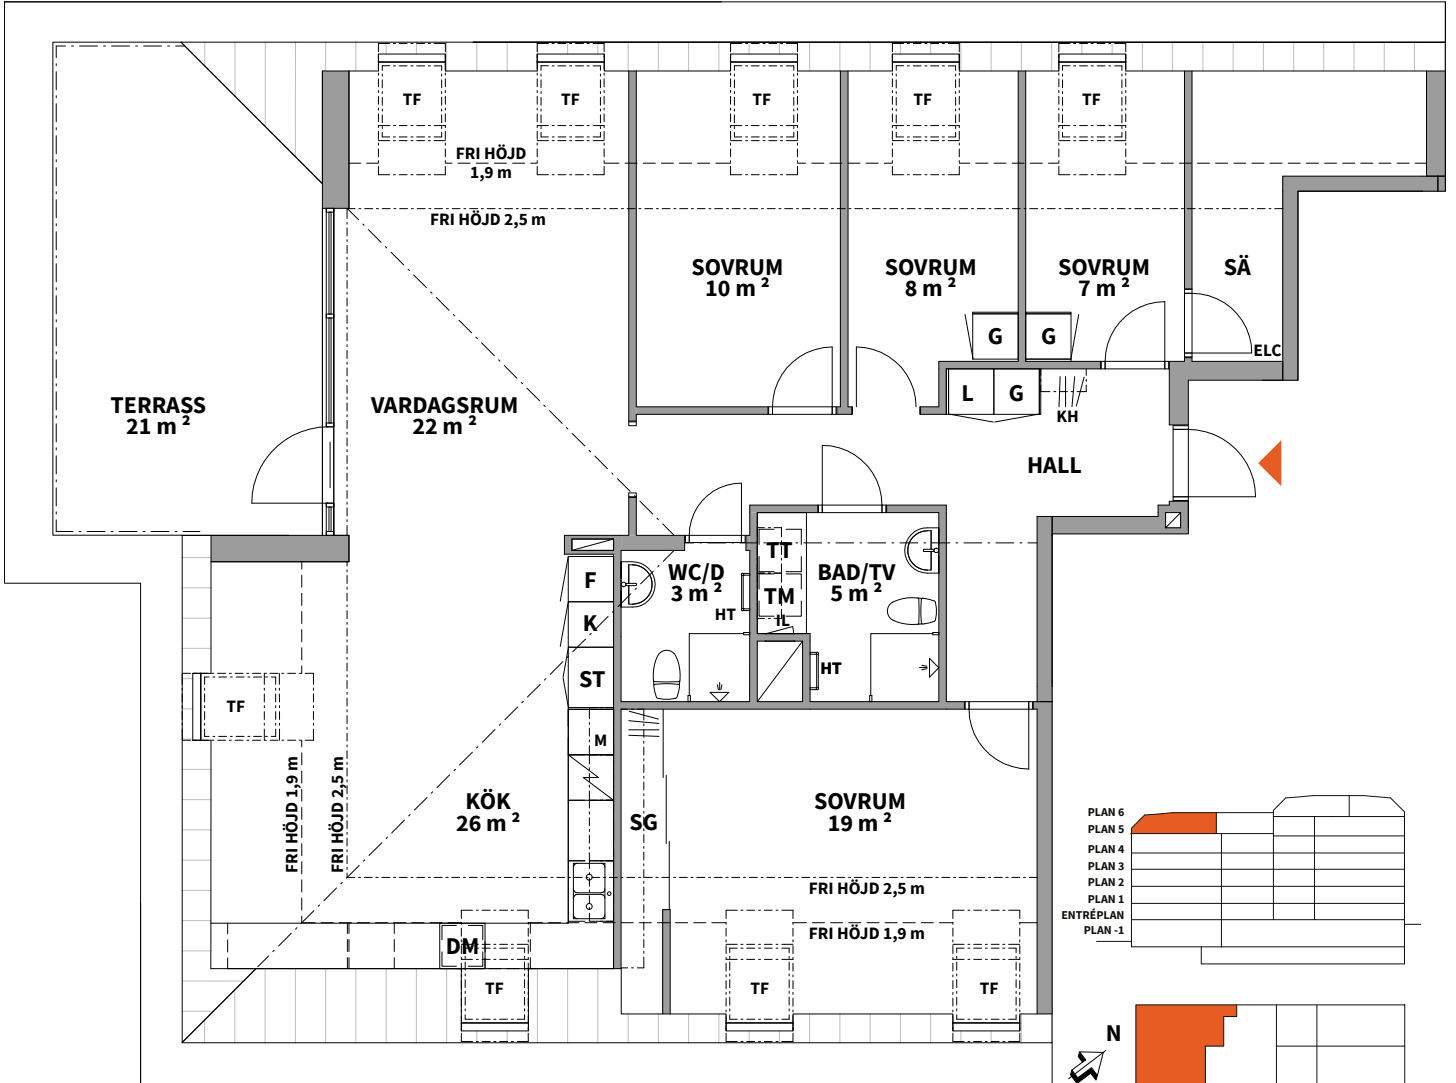 TF
TF
TF
TF
TF
FRI HÖJD
1,9 m
FRI HÖJD 2,5 m
SOVRUM
10 m ²
SOVRUM
8 m ²
SOVRUM
7 m ²
SÄ
G
G
ELC
TERRASS
21 m ²
VARDAGSRUM
22 m ²
L
G
KH
HALL
F
K
ST
M
WC/D
3 m ²
HT
TT
TM
IL
BAD/TV
5 m ²
HT
TF
FRI HÖJD 1,9 m
FRI HÖJD 2,5 m
KÖK
26 m ²
SG
SOVRUM
19 m ²
FRI HÖJD 2,5 m
FRI HÖJD 1,9 m
DM
TF
TF
TF
PLAN 6
PLAN 5
PLAN 4
PLAN 3
PLAN 2
PLAN 1
ENTRÉPLAN
PLAN -1
N